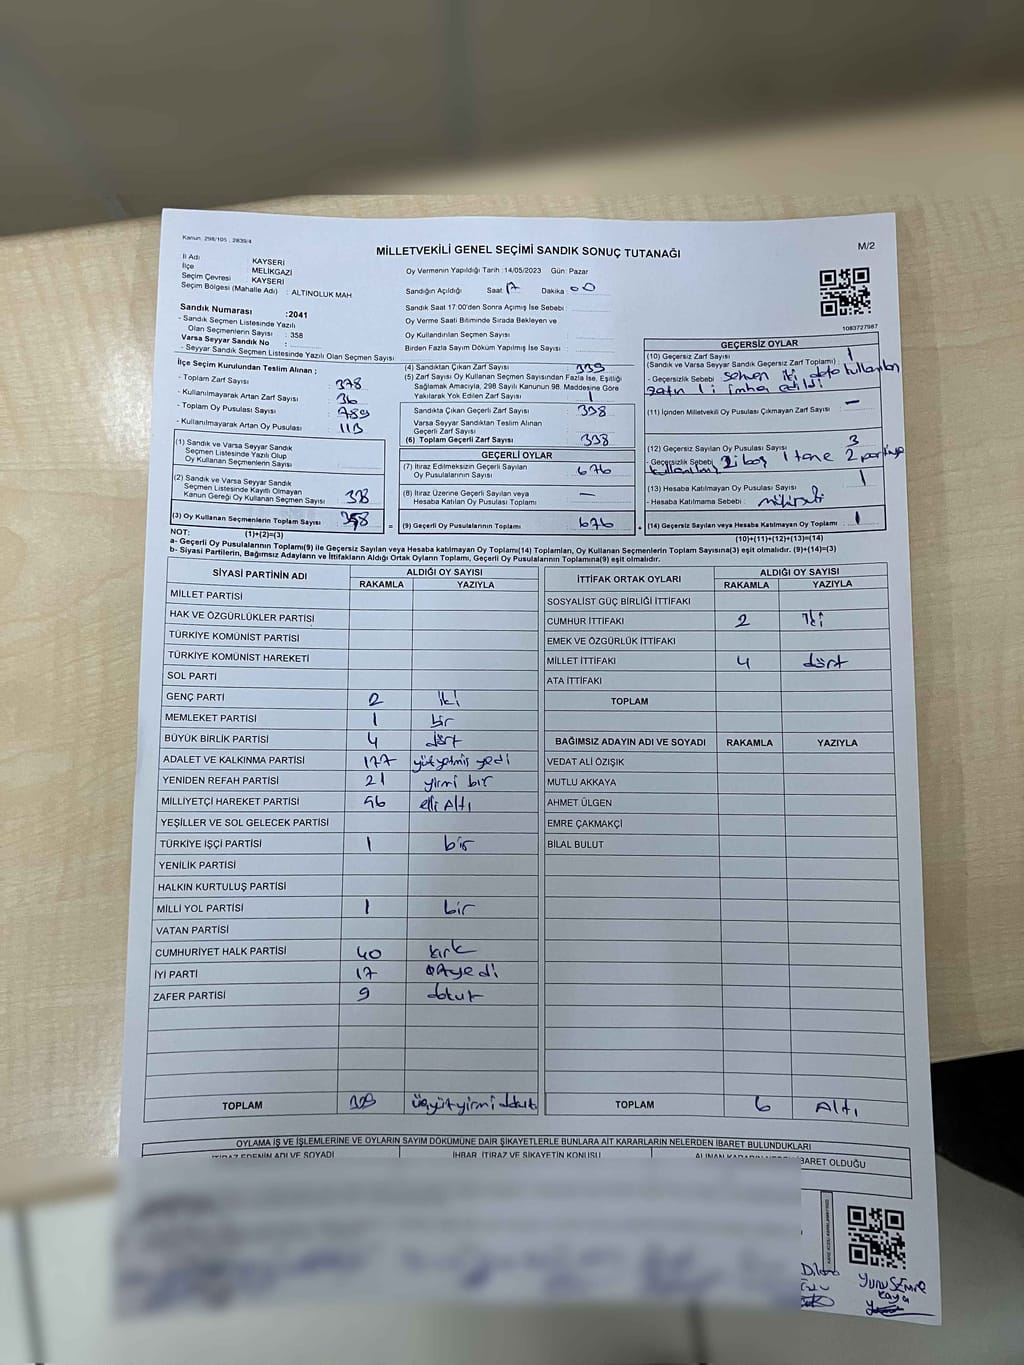 Kanun: 298/105 : 2839/4
MİLLETVEKİLİ GENEL SEÇİMİ SANDIK SONUÇ TUTANAĞI
M/2
İl Adı KAYSERİ
İlçe MELİKGAZİ
Seçim Çevresi KAYSERİ
Seçim Bölgesi (Mahalle Adı) : ALTINOLUK MAH
Oy Vermenin Yapıldığı Tarih :14/05/2023 Gün: Pazar
Sandığın Açıldığı Saat: 17 Dakika: 00
Sandık Saat 17:00'den Sonra Açımış İse Sebebi :
Oy Verme Saati Bitiminde Sırada Bekleyen ve
Oy Kullandırılan Seçmen Sayısı :
Birden Fazla Sayım Döküm Yapılmış İse Sayısı :
1083727987
Sandık Numarası :2041
- Sandık Seçmen Listesinde Yazılı
Olan Seçmenlerin Sayısı : 358
Varsa Seyyar Sandık No :
- Seyyar Seçmen Listesinde Yazılı Olan Seçmen Sayısı
İlçe Seçim Kurulundan Teslim Alınan ;
- Toplam Zarf Sayısı : 378
- Kullanılmayarak Artan Zarf Sayısı : 36
- Toplam Oy Pusulası Sayısı : 789
- Kullanılmayarak Artan Oy Pusulası : 113
(1) Sandık ve Varsa Seyyar Sandık
Seçmen Listesinde Yazılı Olup
Oy Kullanan Seçmenlerin Sayısı
(2) Sandık ve Varsa Seyyar Sandık
Seçmen Listesinde Kayıtlı Olmayan
Kanun Gereği Oy Kullanan Seçmen Sayısı
(3) Oy Kullanan Seçmenlerin Toplam Sayısı
(1)+(2)=(3)
(4) Sandıktan Çıkan Zarf Sayısı : 339
(5) Zarf Sayısı Oy Kullanan Seçmen Sayısından Fazla İse, Eşitliği
Sağlamak Amacıyla, 298 Sayılı Kanunun 98. Maddesine Göre
Yakılarak Yok Edilen Zarf Sayısı : 1
Sandıkta Çıkan Geçerli Zarf Sayısı : 338
Varsa Seyyar Sandıktan Teslim Alınan
Geçerli Zarf Sayısı :
(6) Toplam Geçerli Zarf Sayısı : 338
GEÇERLİ OYLAR
(7) İtiraz Edilmeksizin Geçerli Sayılan
Oy Pusulalarının Sayısı : 676
(8) İtiraz Üzerine Geçerli Sayılan veya
Hesaba Katılan Oy Pusulası Toplamı : —
= (9) Geçerli Oy Pusulalarının Toplamı : 676
GEÇERSİZ OYLAR
(10) Geçersiz Zarf Sayısı : 1
(Sandık ve Varsa Seyyar Sandık Geçersiz Zarf Toplamı) :
- Geçersizlik Sebebi : seçmen iki defa kullanılan
zarfın 1 i imha edildi
(11) İçinden Milletvekili Oy Pusulası Çıkmayan Zarf Sayısı : —
(12) Geçersiz Sayılan Oy Pusulası Sayısı : 3
- Geçersizlik Sebebi : 2i boş 1 tane 2 partiye
kullanılmış
(13) Hesaba Katılmayan Oy Sayısı : 1
- Hesaba Katılmama Sebebi :
+ (14) Geçersiz Sayılan veya Hesaba Katılmayan Oy Toplamı : 1
(10)+(11)+(12)+(13)=(14)
NOT:
a- Geçerli Oy Pusulalarının Toplamı(9) ile Geçersiz Sayılan veya Hesaba katılmayan Oy Toplamı(14) Toplamları, Oy Kullanan Seçmenlerin Toplam Sayısına(3) eşit olmalıdır. (9)+(14)=(3)
b- Siyasi Partilerin, Bağımsız Adayların ve İttifakların Aldığı Ortak Oyların Toplamı, Geçerli Oy Pusulalarının Toplamına(9) eşit olmalıdır.
SİYASİ PARTİNİN ADI ALDIĞI OY SAYISI
RAKAMLA YAZIYLA
MİLLET PARTİSİ
HAK VE ÖZGÜRLÜKLER PARTİSİ
TÜRKİYE KOMÜNİST PARTİSİ
TÜRKİYE KOMÜNİST HAREKETİ
SOL PARTİ
GENÇ PARTİ 2 iki
MEMLEKET PARTİSİ 1 bir
BÜYÜK BİRLİK PARTİSİ 4 dört
ADALET VE KALKINMA PARTİSİ 177 yüzyetmiş yedi
YENİDEN REFAH PARTİSİ 21 yirmi bir
MİLLİYETÇİ HAREKET PARTİSİ 56 elli Altı
YEŞİLLER VE SOL GELECEK PARTİSİ
TÜRKİYE İŞÇİ PARTİSİ 1 bir
YENİLİK PARTİSİ
HALKIN KURTULUŞ PARTİSİ
MİLLİ YOL PARTİSİ 1 bir
VATAN PARTİSİ
CUMHURİYET HALK PARTİSİ 40 kırk
İYİ PARTİ 17 onyedi
ZAFER PARTİSİ 9 dokuz
TOPLAM 329 üçyüzyirmi dokuz
İTTİFAK ORTAK OYLARI ALDIĞI OY SAYISI
RAKAMLA YAZIYLA
SOSYALİST GÜÇ BİRLİĞİ İTTİFAKI
CUMHUR İTTİFAKI 2 iki
EMEK VE ÖZGÜRLÜK İTTİFAKI
MİLLET İTTİFAKI 4 dört
ATA İTTİFAKI
TOPLAM
BAĞIMSIZ ADAYIN ADI VE SOYADI RAKAMLA YAZIYLA
VEDAT ALİ ÖZIŞIK
MUTLU AKKAYA
AHMET ÜLGEN
EMRE ÇAKMAKÇİ
BİLAL BULUT
TOPLAM 6 Altı
OYLAMA İŞ VE İŞLEMLERİNE VE OYLARIN SAYIM DÖKÜMÜNE DAİR ŞİKAYETLERLE BUNLARA AİT KARARLARIN NELERDEN İBARET BULUNDUKLARI
İTİRAZ EDENİN ADI VE SOYADI İHBAR, İTİRAZ VE ŞİKAYETİN KONUSU ALINAN KARARIN NEDEN İBARET OLDUĞU
YUNUS EMRE
Kaya